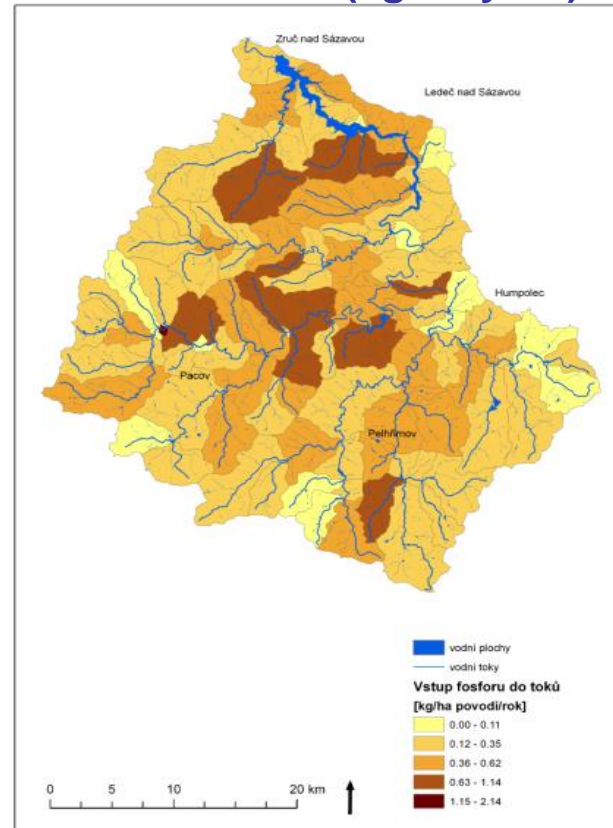 Zruč nad Sázavou
Ledeč nad Sázavou
Humpolec
Pacov
Pelhřimov
vodní plochy
vodní toky
Vstup fosforu do toků
[kg/ha povodí/rok]
0.00 - 0.11
0.12 - 0.35
0.36 - 0.62
0.63 - 1.14
1.15 - 2.14
0 5 10 20 km